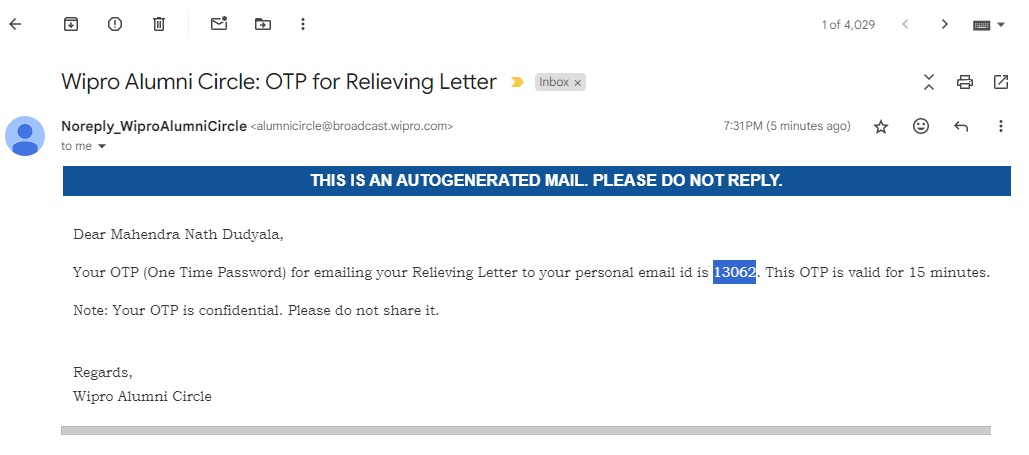 1 of 4,029
Wipro Alumni Circle: OTP for Relieving Letter Inbox ×
Noreply_WiproAlumniCircle <alumnicircle@broadcast.wipro.com> 7:31 PM (5 minutes ago)
to me
THIS IS AN AUTOGENERATED MAIL. PLEASE DO NOT REPLY.
Dear Mahendra Nath Dudyala,
Your OTP (One Time Password) for emailing your Relieving Letter to your personal email id is 13062. This OTP is valid for 15 minutes.
Note: Your OTP is confidential. Please do not share it.
Regards,
Wipro Alumni Circle